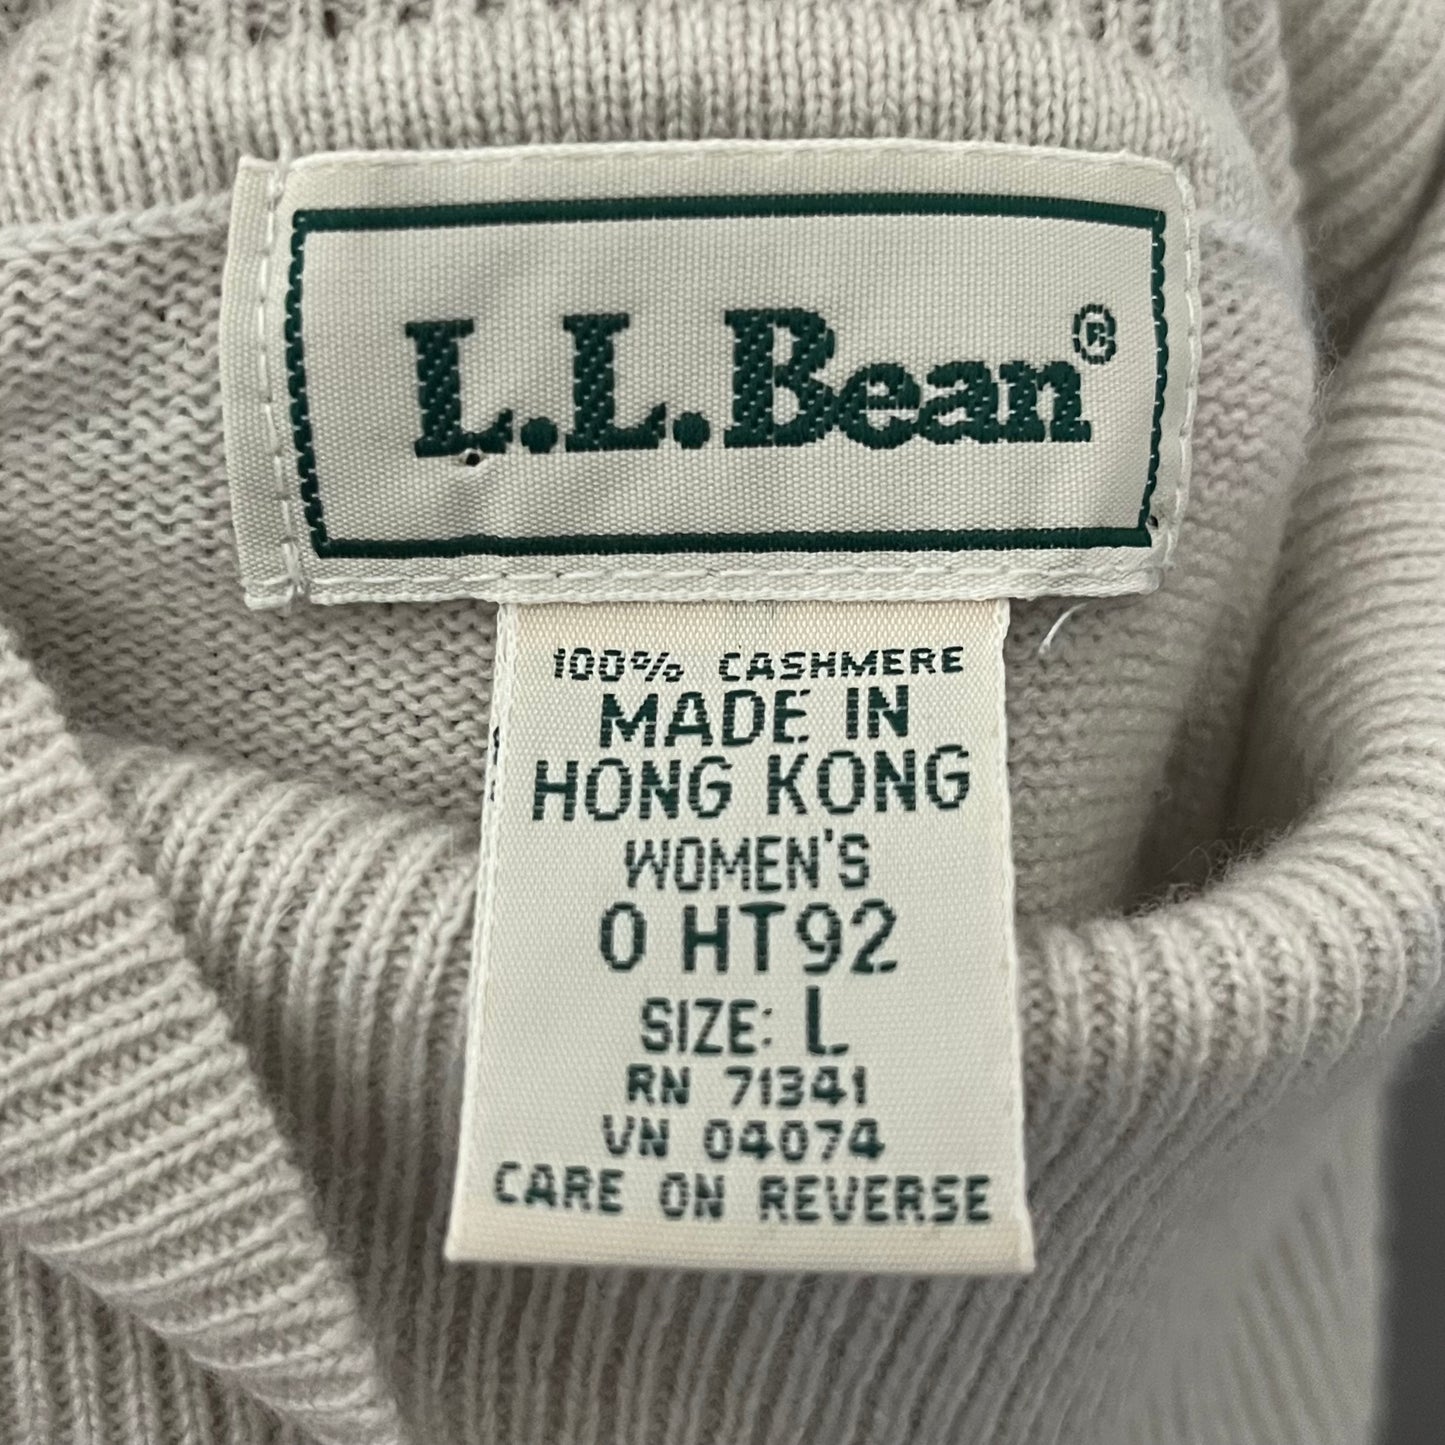 L.L.Bean®
100% CASHMERE
MADE IN
HONG KONG
WOMEN'S
0 HT92
SIZE: L
RN 71341
VN 04074
CARE ON REVERSE